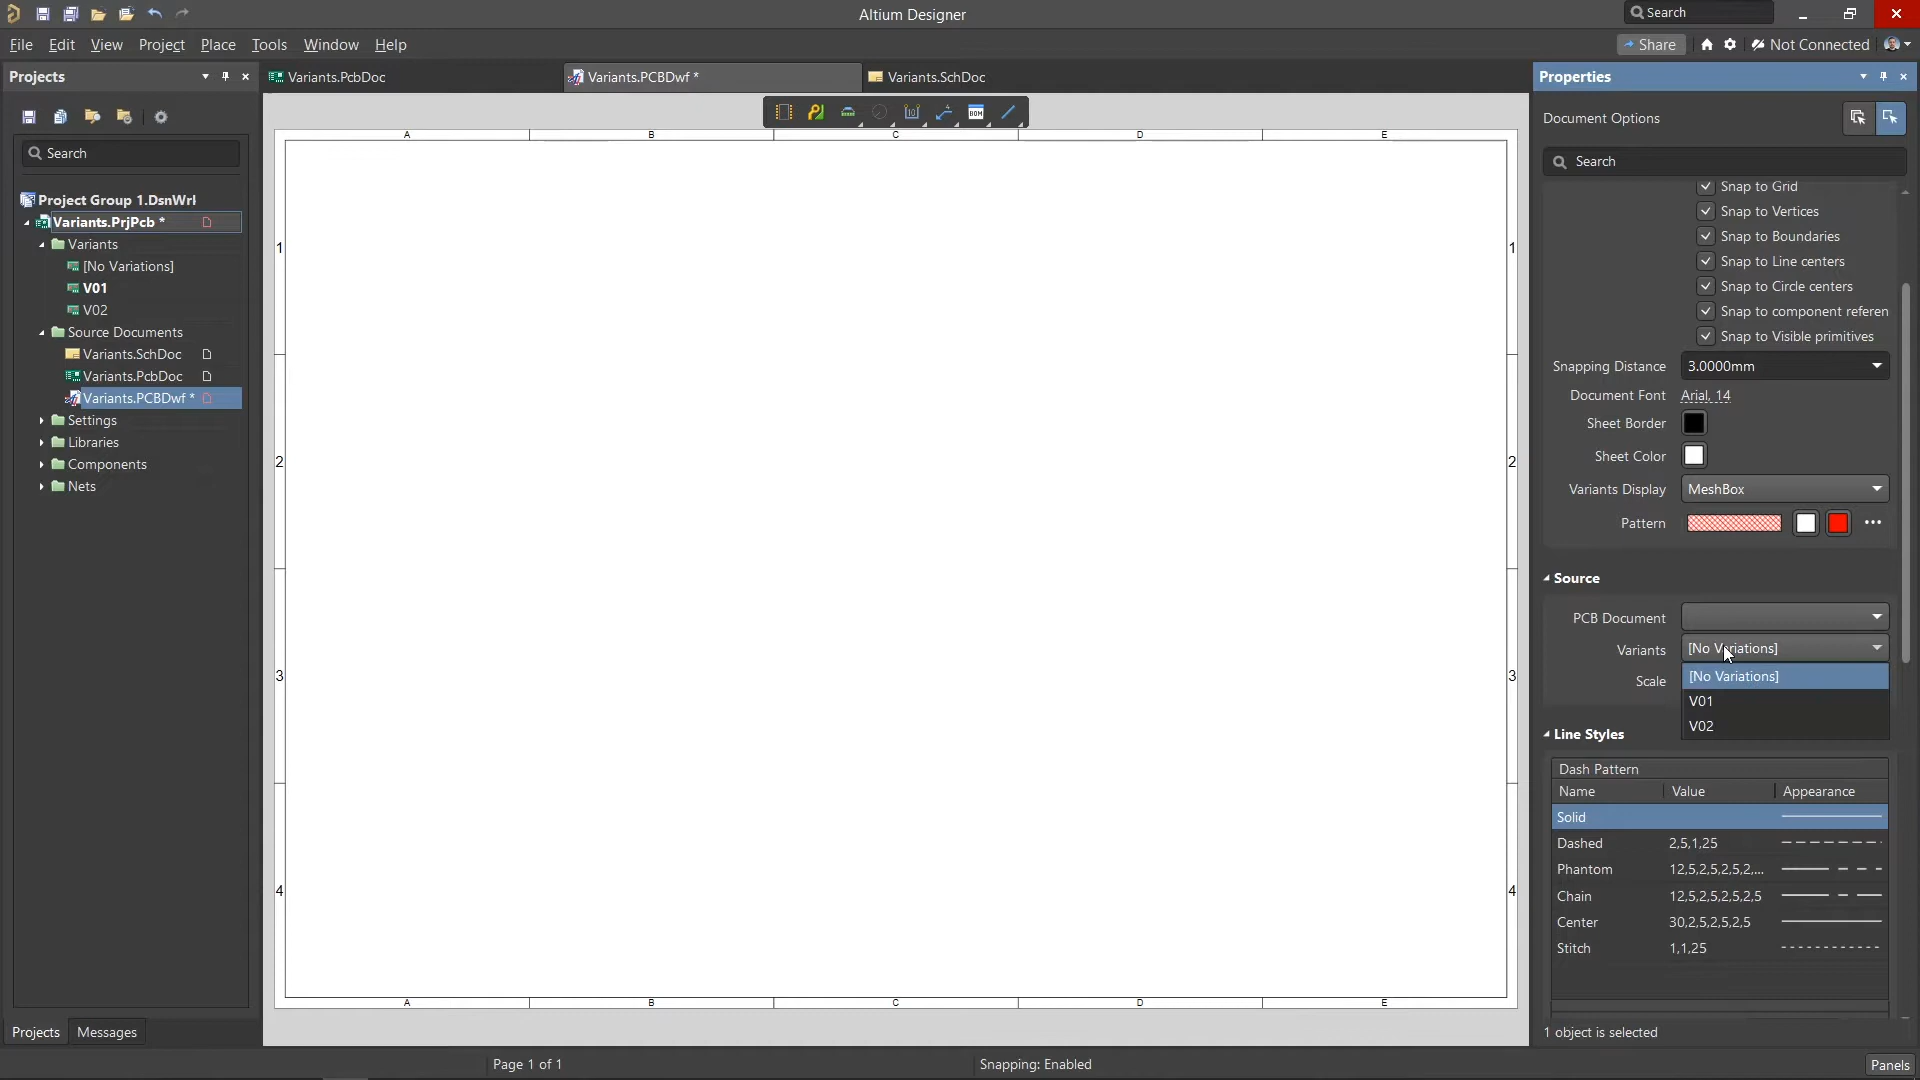 Altium Designer
Search
File Edit View Project Place Tools Window Help
Share
Not Connected
Projects
Variants.PcbDoc
Variants.PCBDwf *
Variants.SchDoc
Properties
Search
Project Group 1.DsnWrl
Variants.PrjPcb *
Variants
[No Variations]
V01
V02
Source Documents
Variants.SchDoc
Variants.PcbDoc
Variants.PCBDwf *
Settings
Libraries
Components
Nets
BOM
A B C D E
1 1
2 2
3 3
4 4
A B C D E
Document Options
Search
Snap to Grid
Snap to Vertices
Snap to Boundaries
Snap to Line centers
Snap to Circle centers
Snap to component referen
Snap to Visible primitives
Snapping Distance 3.0000mm
Document Font Arial, 14
Sheet Border
Sheet Color
Variants Display MeshBox
Pattern
Source
PCB Document
Variants [No Variations]
Scale
[No Variations]
V01
V02
Line Styles
Dash Pattern
Name Value Appearance
Solid
Dashed 2,5,1,25
Phantom 12,5,2,5,2,5,2,...
Chain 12,5,2,5,2,5,2,5
Center 30,2,5,2,5,2,5
Stitch 1,1,25
1 object is selected
Projects Messages
Page 1 of 1
Snapping: Enabled
Panels